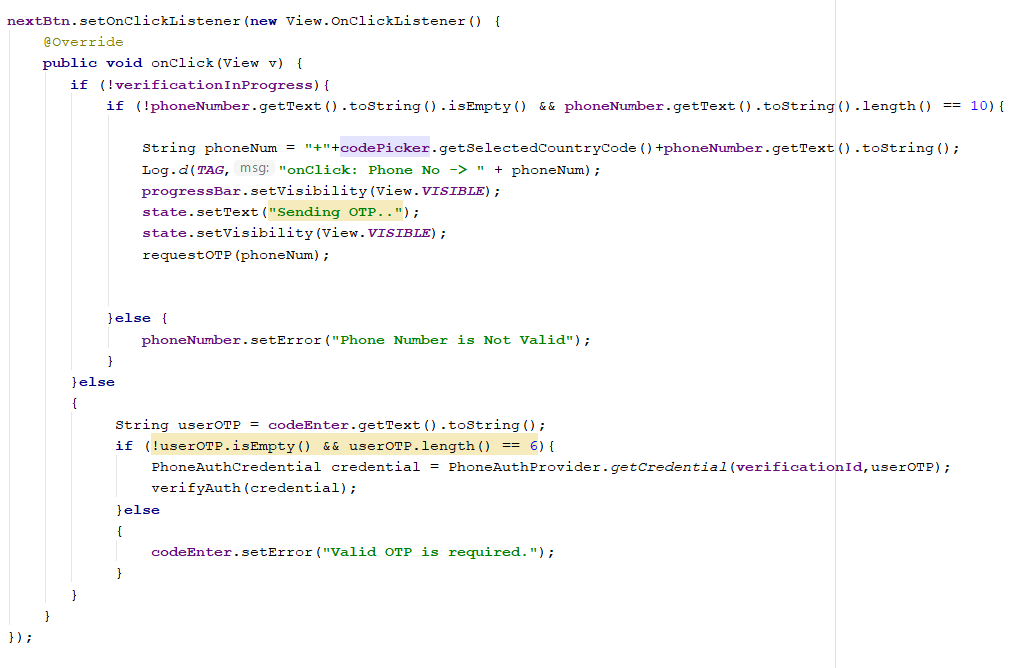 nextBtn.setOnClickListener(new View.OnClickListener() {
    @Override
    public void onClick(View v) {
        if (!verificationInProgress){
            if (!phoneNumber.getText().toString().isEmpty() && phoneNumber.getText().toString().length() == 10){

                String phoneNum = "+"+codePicker.getSelectedCountryCode()+phoneNumber.getText().toString();
                Log.d(TAG, msg: "onClick: Phone No -> " + phoneNum);
                progressBar.setVisibility(View.VISIBLE);
                state.setText("Sending OTP..");
                state.setVisibility(View.VISIBLE);
                requestOTP(phoneNum);


            }else {
                phoneNumber.setError("Phone Number is Not Valid");
            }
        }else
        {
             String userOTP = codeEnter.getText().toString();
             if (!userOTP.isEmpty() && userOTP.length() == 6){
                 PhoneAuthCredential credential = PhoneAuthProvider.getCredential(verificationId,userOTP);
                 verifyAuth(credential);
             }else
             {
                 codeEnter.setError("Valid OTP is required.");
             }
        }
    }
});